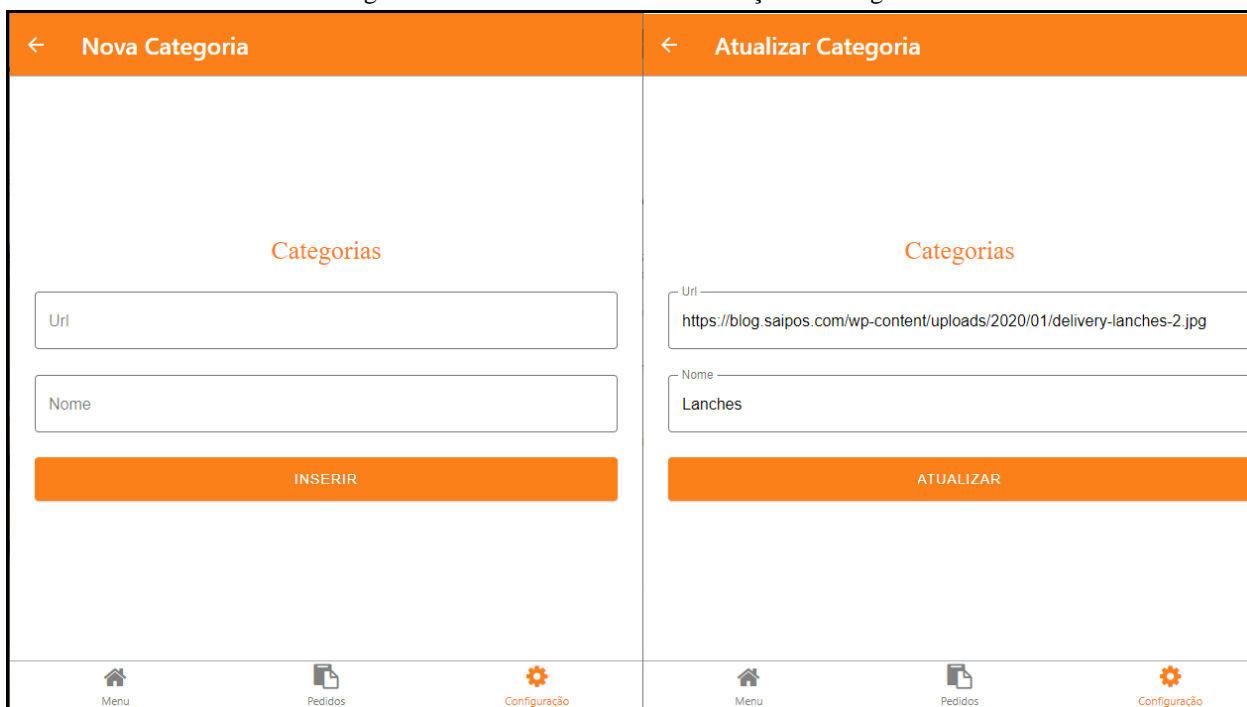 Nova Categoria
Categorias
Url
Nome
INSERIR
Menu
Pedidos
Configuração
Atualizar Categoria
Categorias
Url
https://blog.saipos.com/wp-content/uploads/2020/01/delivery-lanches-2.jpg
Nome
Lanches
ATUALIZAR
Menu
Pedidos
Configuração